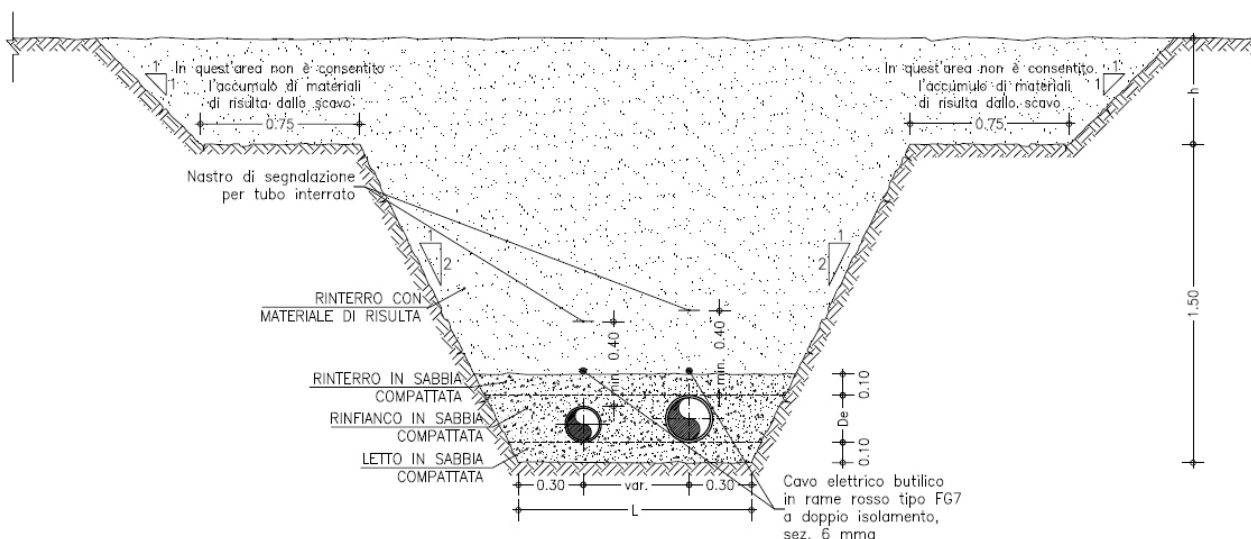 1
1
In quest'area non è consentito
l'accumulo di materiali
di risulta dallo scavo
0.75
In quest'area non è consentito
l'accumulo di materiali
di risulta dallo scavo
0.75
1
1
h
Nastro di segnalazione
per tubo interrato
1
2
1
2
RINTERRO CON
MATERIALE DI RISULTA
1.50
min. 0.40
min. 0.40
RINTERRO IN SABBIA
COMPATTATA
0.10
RINFIANCO IN SABBIA
COMPATTATA
De
LETTO IN SABBIA
COMPATTATA
0.10
0.30
var.
0.30
L
Cavo elettrico butilico
in rame rosso tipo FG7
a doppio isolamento,
sez. 6 mmq